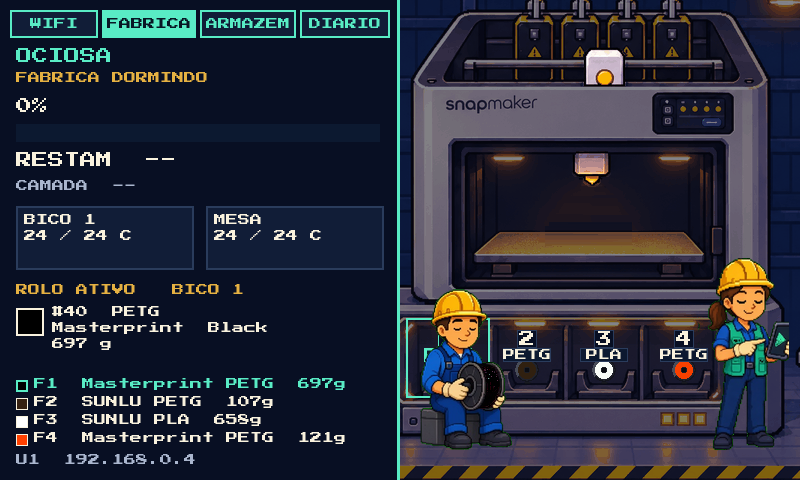 WIFI FABRICA ARMAZEM DIARIO
OCIOSA
FABRICA DORMINDO
0%
RESTAM --
CAMADA --
BICO 1
24 / 24 C
MESA
24 / 24 C
ROLO ATIVO BICO 1
#40 PETG
Masterprint Black
697 g
F1 Masterprint PETG 697g
F2 SUNLU PETG 107g
F3 SUNLU PLA 658g
F4 Masterprint PETG 121g
U1 192.168.0.4
snapmaker
2
PETG
3
PLA
4
PETG